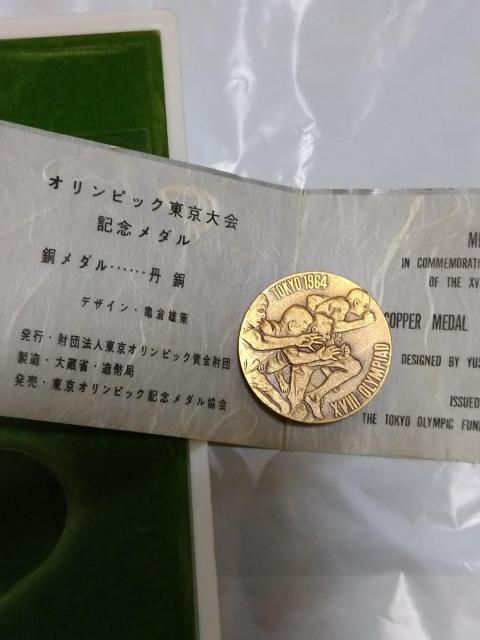 オリンピック東京大会
記念メダル
銅メダル……丹銅
デザイン・亀倉雄策
発行・財団法人東京オリンピック資金財団
製造・大蔵省・造幣局
発売・東京オリンピック記念メダル協会
TOKYO 1964
XVIII OLYMPIAD
IN COMMEMORATI
OF THE XV
COPPER MEDAL
DESIGNED BY YUS
ISSUED
THE TOKYO OLYMPIC FUND